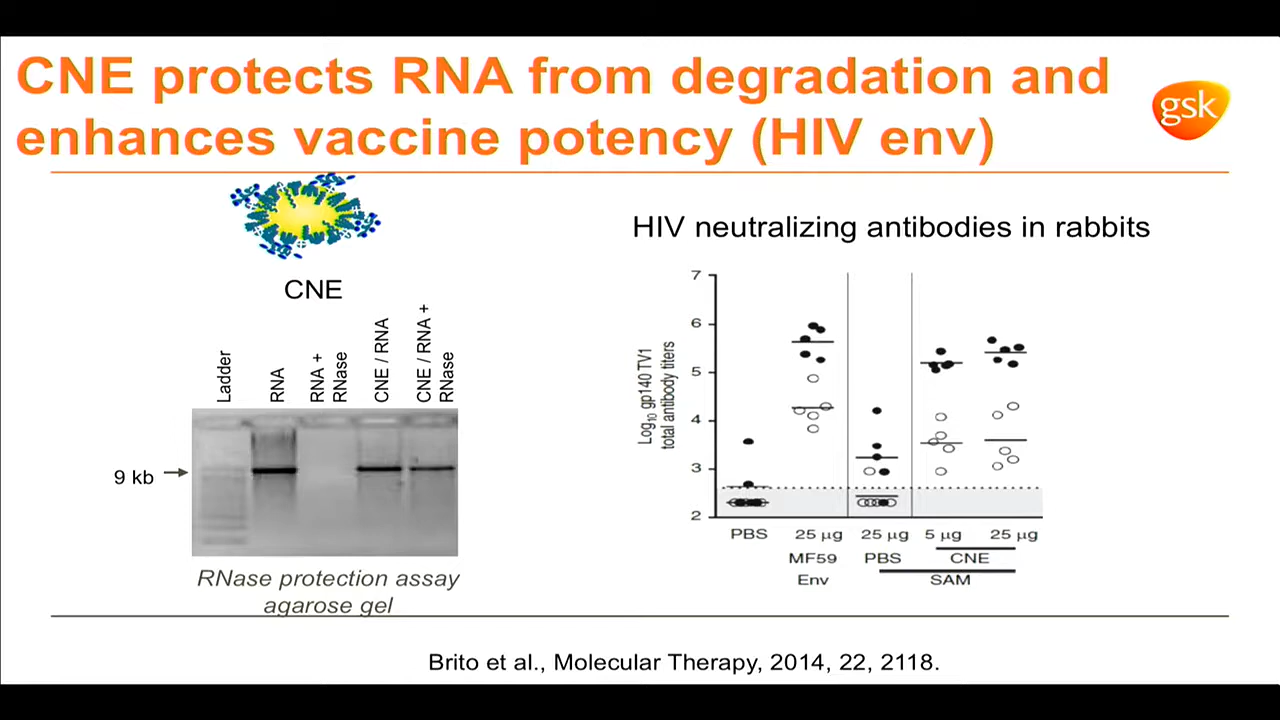 CNE protects RNA from degradation and
enhances vaccine potency (HIV env)
gsk
CNE
Ladder
RNA
RNA +
RNase
CNE / RNA
CNE / RNA +
RNase
9 kb
RNase protection assay
agarose gel
HIV neutralizing antibodies in rabbits
Log₁₀ gp140 TV1
total antibody titers
7
6
5
4
3
2
PBS
25 µg
25 µg
5 µg
25 µg
MF59
PBS
CNE
Env
SAM
Brito et al., Molecular Therapy, 2014, 22, 2118.